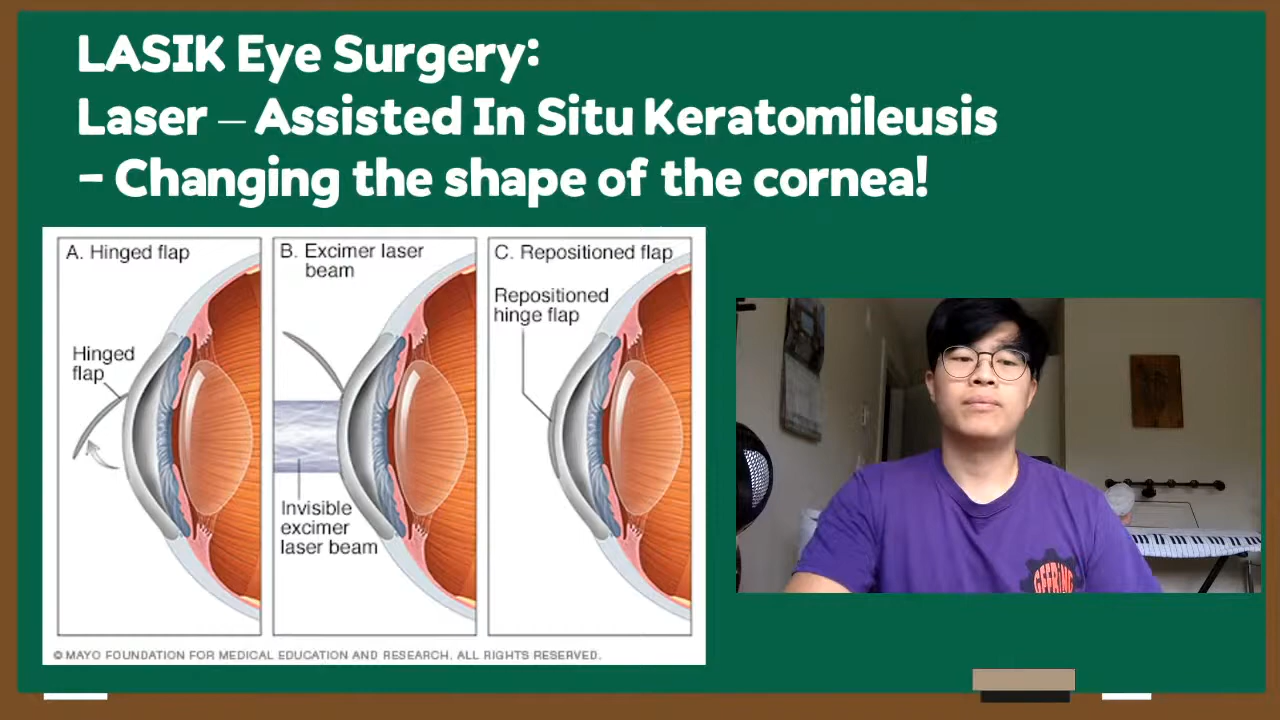 LASIK Eye Surgery:
Laser – Assisted In Situ Keratomileusis
- Changing the shape of the cornea!
A. Hinged flap
Hinged
flap
B. Excimer laser
beam
Invisible
excimer
laser beam
C. Repositioned flap
Repositioned
hinge flap
© MAYO FOUNDATION FOR MEDICAL EDUCATION AND RESEARCH. ALL RIGHTS RESERVED.
GEERING